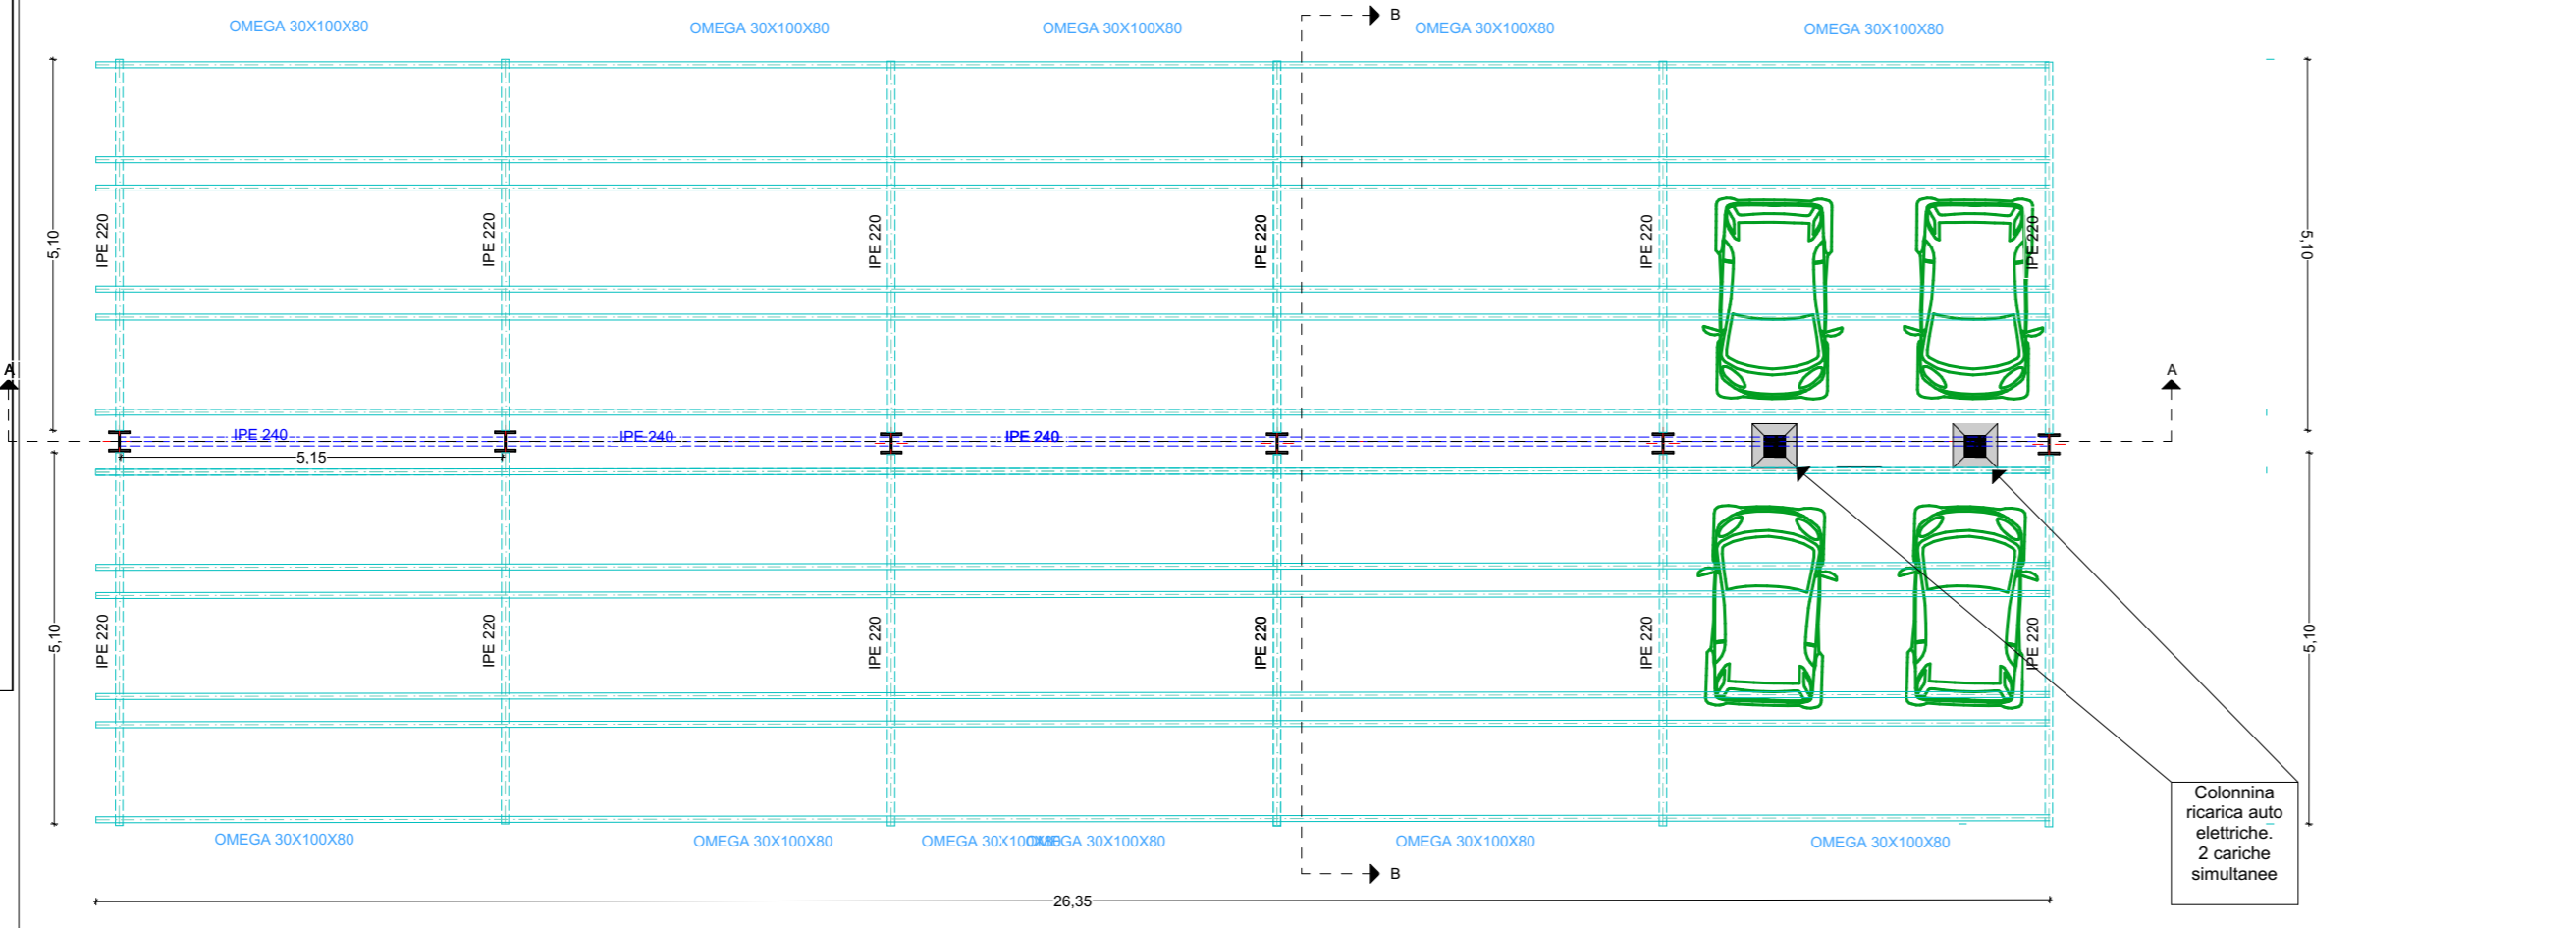 B
OMEGA 30X100X80
OMEGA 30X100X80
OMEGA 30X100X80
OMEGA 30X100X80
OMEGA 30X100X80
5,10
IPE 220
IPE 220
IPE 220
IPE 220
IPE 220
IPE 220
5,10
A
A
IPE 240
IPE 240
IPE 240
5,15
5,10
IPE 220
IPE 220
IPE 220
IPE 220
IPE 220
IPE 220
5,10
Colonnina
ricarica auto
elettriche.
2 cariche
simultanee
OMEGA 30X100X80
OMEGA 30X100X80
OMEGA 30X100X80
OMEGA 30X100X80
OMEGA 30X100X80
OMEGA 30X100X80
B
26,35